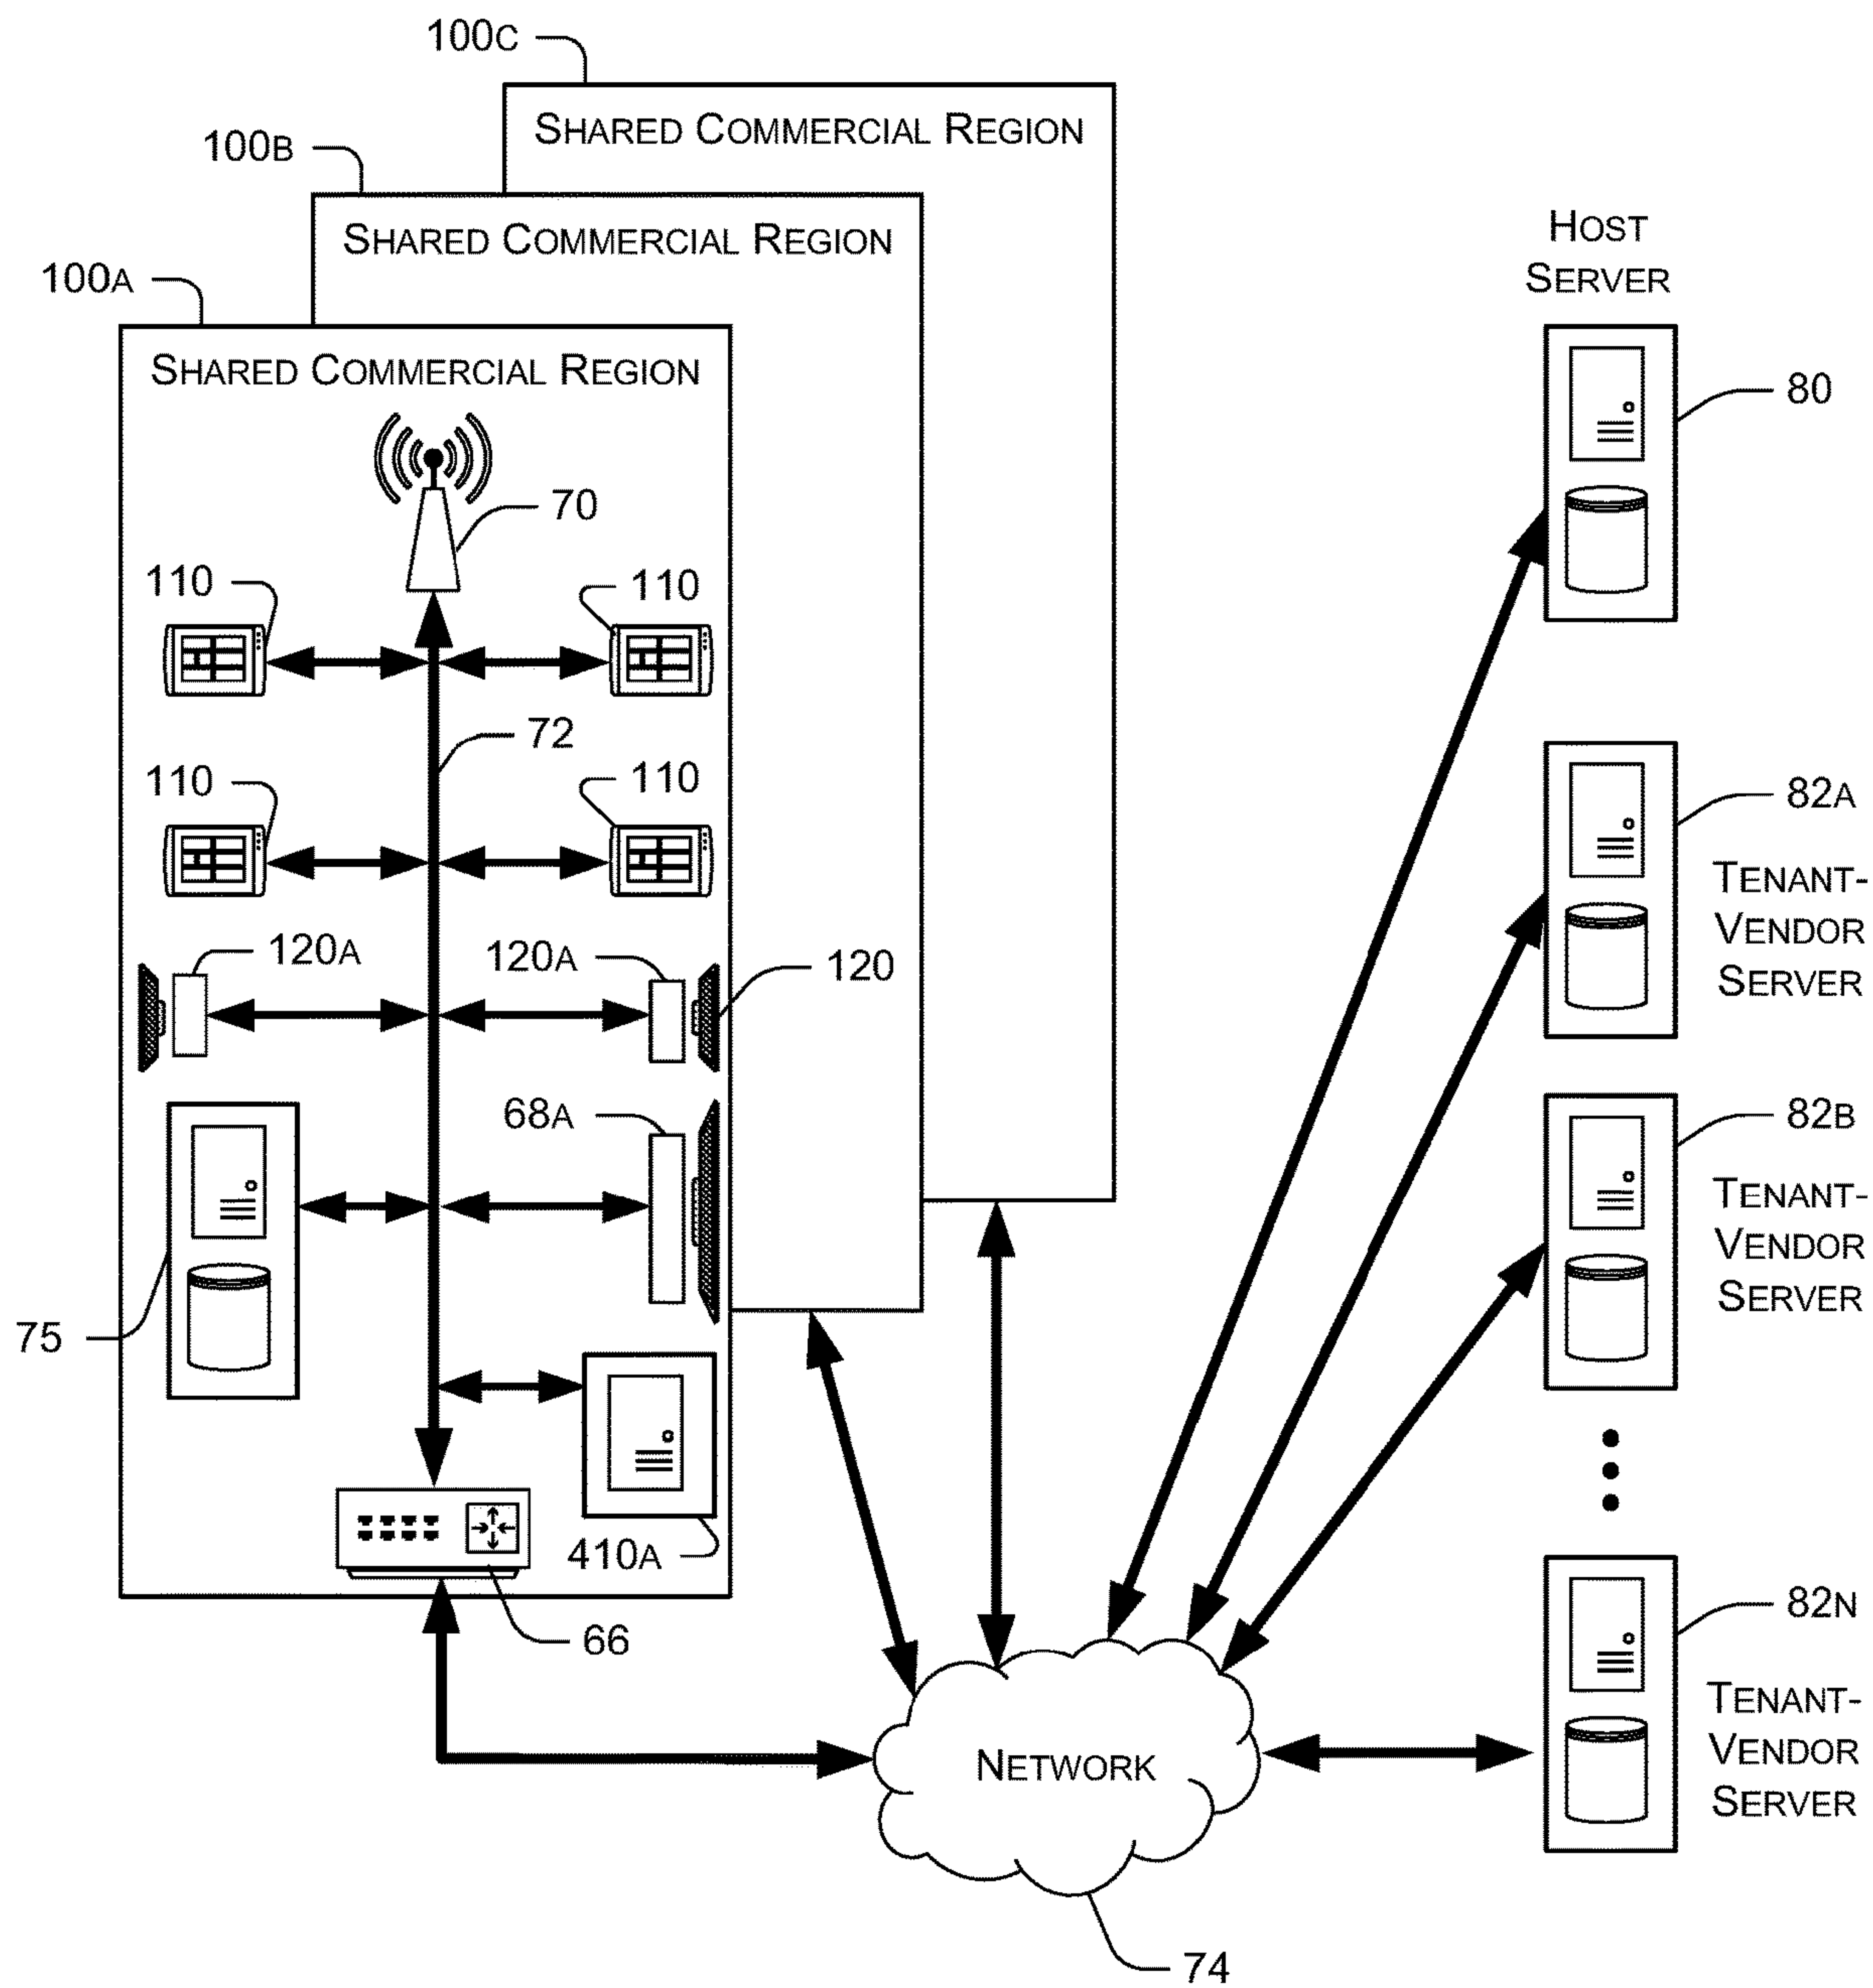 100C
SHARED COMMERCIAL REGION
100B
SHARED COMMERCIAL REGION
100A
SHARED COMMERCIAL REGION
HOST
SERVER
80
70
110
110
72
110
110
82A
TENANT-
VENDOR
SERVER
120A
120A
120
68A
82B
TENANT-
VENDOR
SERVER
75
410A
66
82N
TENANT-
VENDOR
SERVER
NETWORK
74